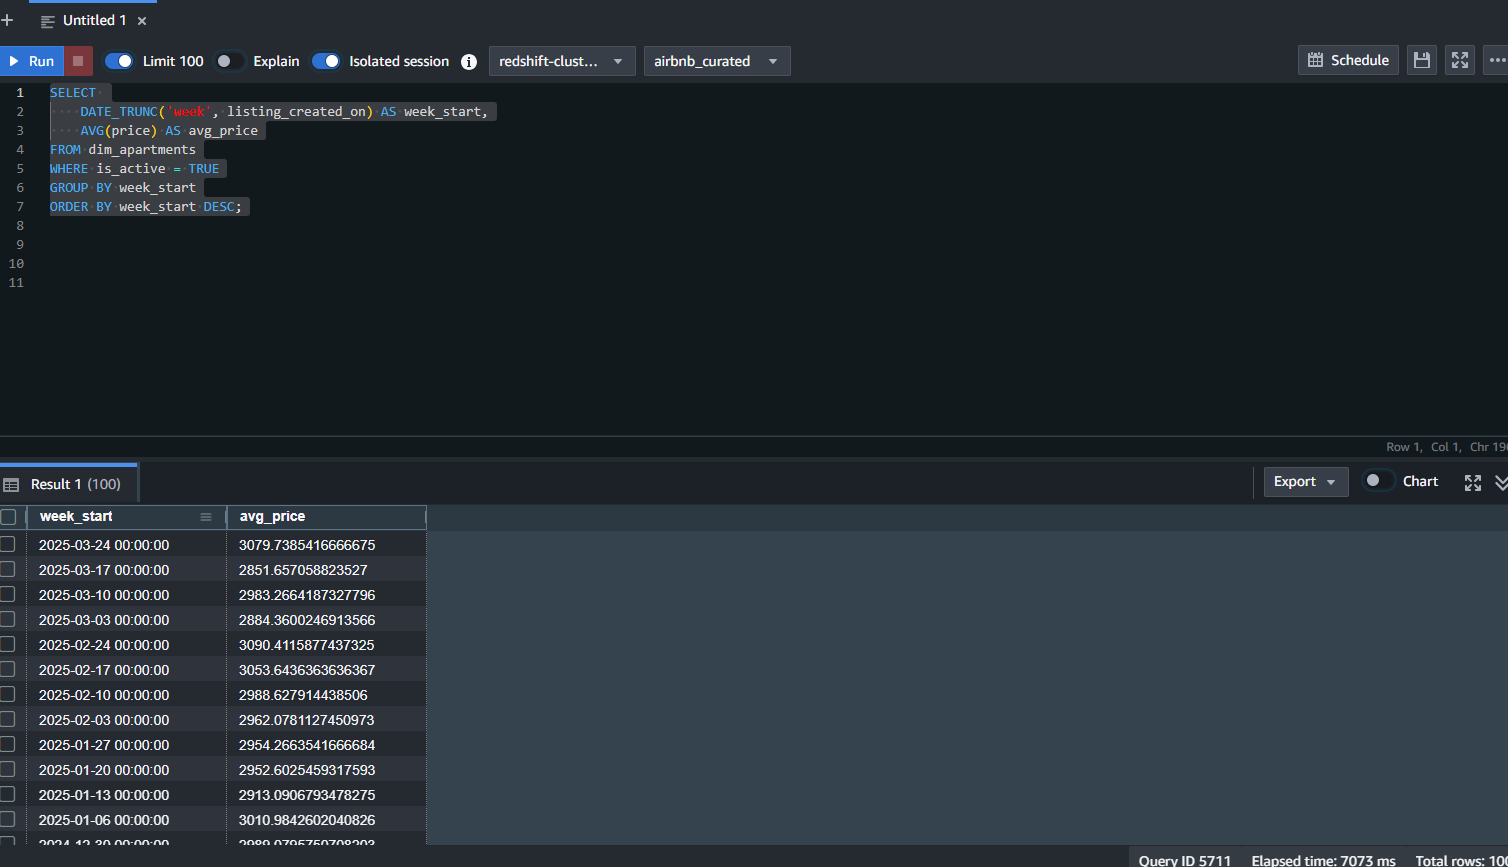 Untitled 1
Run Limit 100 Explain Isolated session redshift-clust... airbnb_curated Schedule
1 SELECT
2 DATE_TRUNC('week', listing_created_on) AS week_start,
3 AVG(price) AS avg_price
4 FROM dim_apartments
5 WHERE is_active = TRUE
6 GROUP BY week_start
7 ORDER BY week_start DESC;
8
9
10
11
Row 1, Col 1, Chr 19
Result 1 (100) Export Chart
week_start avg_price
2025-03-24 00:00:00 3079.7385416666675
2025-03-17 00:00:00 2851.657058823527
2025-03-10 00:00:00 2983.2664187327796
2025-03-03 00:00:00 2884.3600246913566
2025-02-24 00:00:00 3090.4115877437325
2025-02-17 00:00:00 3053.6436363636367
2025-02-10 00:00:00 2988.627914438506
2025-02-03 00:00:00 2962.0781127450973
2025-01-27 00:00:00 2954.2663541666684
2025-01-20 00:00:00 2952.6025459317593
2025-01-13 00:00:00 2913.0906793478275
2025-01-06 00:00:00 3010.9842602040826
2024-12-30 00:00:00
Query ID 5711 Elapsed time: 7073 ms Total rows: 10